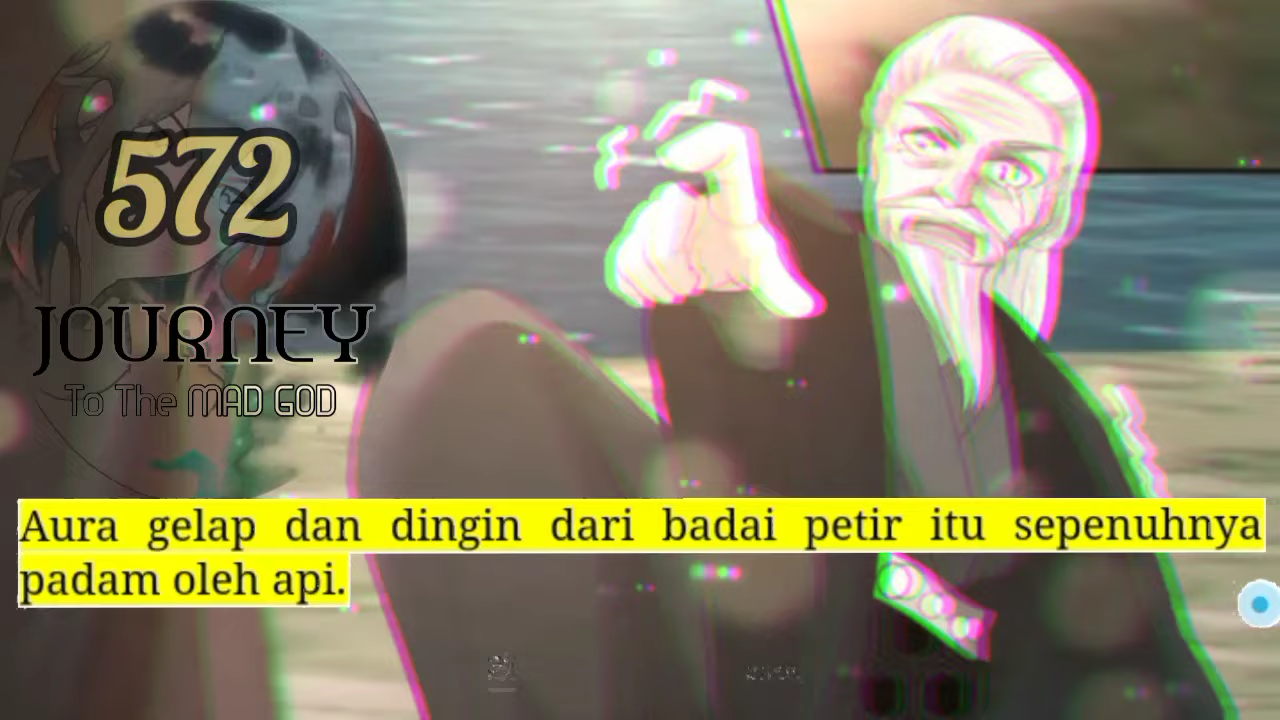 572
JOURNEY
To The MAD GOD
Aura gelap dan dingin dari badai petir itu sepenuhnya
padam oleh api.